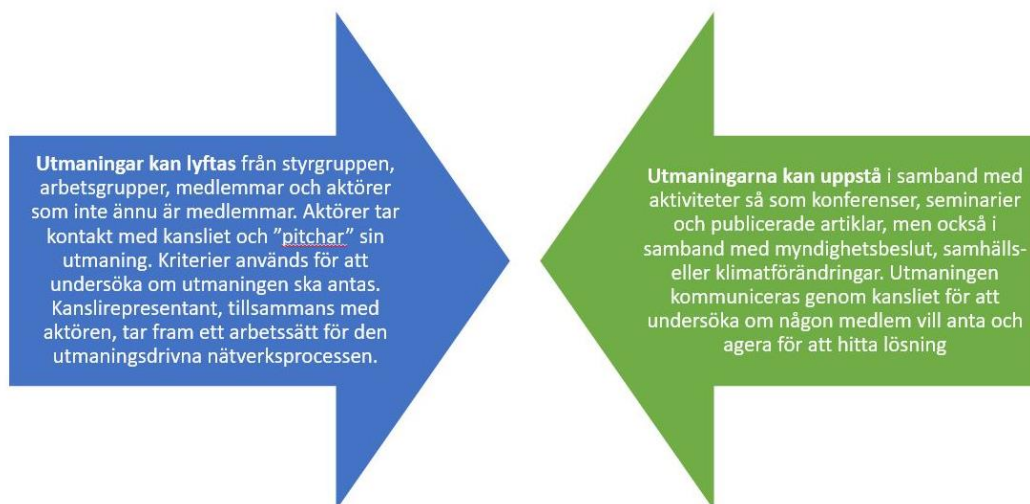 Utmaningar kan lyftas från styrgruppen,
arbetsgrupper, medlemmar och aktörer
som inte ännu är medlemmar. Aktörer tar
kontakt med kansliet och ”pitchar” sin
utmaning. Kriterier används för att
undersöka om utmaningen ska antas.
Kanslirepresentant, tillsammans med
aktören, tar fram ett arbetssätt för den
utmaningsdrivna nätverksprocessen.
Utmaningarna kan uppstå i samband med
aktiviteter så som konferenser, seminarier
och publicerade artiklar, men också i
samband med myndighetsbeslut, samhälls-
eller klimatförändringar. Utmaningen
kommuniceras genom kansliet för att
undersöka om någon medlem vill anta och
agera för att hitta lösning